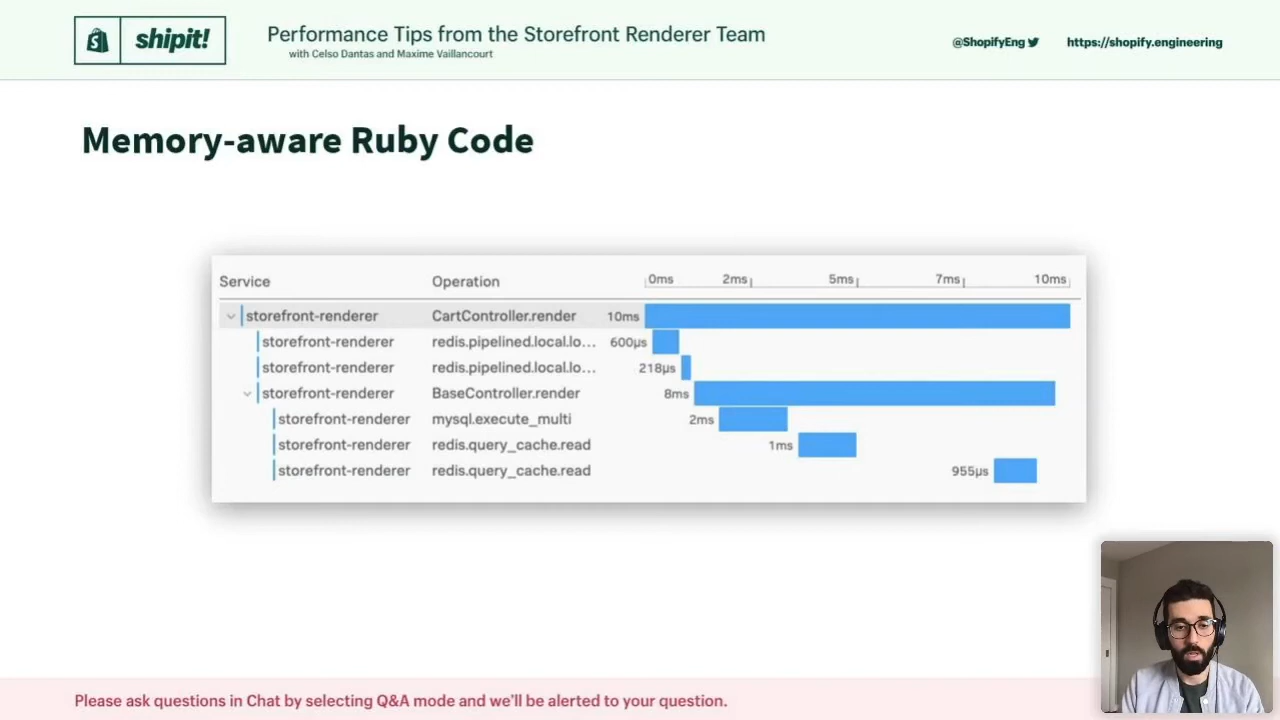 shipit!
Performance Tips from the Storefront Renderer Team
with Celso Dantas and Maxime Vaillancourt
@ShopifyEng
https://shopify.engineering
Memory-aware Ruby Code
Service Operation 0ms 2ms 5ms 7ms 10ms
storefront-renderer CartController.render 10ms
storefront-renderer redis.pipelined.local.lo... 600µs
storefront-renderer redis.pipelined.local.lo... 218µs
storefront-renderer BaseController.render 8ms
storefront-renderer mysql.execute_multi 2ms
storefront-renderer redis.query_cache.read 1ms
storefront-renderer redis.query_cache.read 955µs
Please ask questions in Chat by selecting Q&A mode and we'll be alerted to your question.